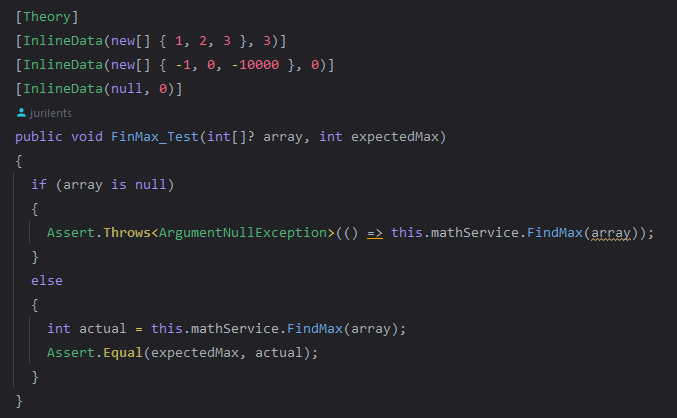 [Theory]
[InlineData(new[] { 1, 2, 3 }, 3)]
[InlineData(new[] { -1, 0, -10000 }, 0)]
[InlineData(null, 0)]
jurilents
public void FinMax_Test(int[]? array, int expectedMax)
{
  if (array is null)
  {
    Assert.Throws<ArgumentNullException>(() => this.mathService.FindMax(array));
  }
  else
  {
    int actual = this.mathService.FindMax(array);
    Assert.Equal(expectedMax, actual);
  }
}